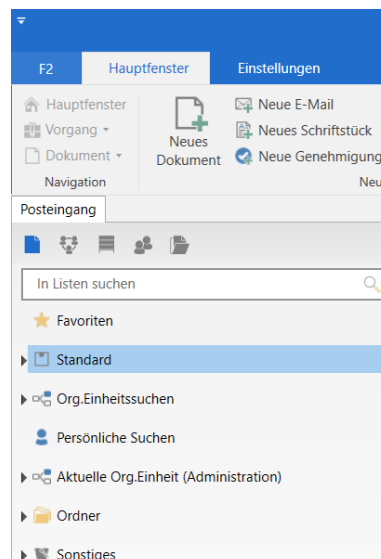 F2 Hauptfenster Einstellungen
Hauptfenster
Vorgang
Dokument
Navigation
Neues
Dokument
Neue E-Mail
Neues Schriftstück
Neue Genehmigung
Neu
Posteingang
In Listen suchen
Favoriten
Standard
Org.Einheitssuchen
Persönliche Suchen
Aktuelle Org.Einheit (Administration)
Ordner
Sonstiges